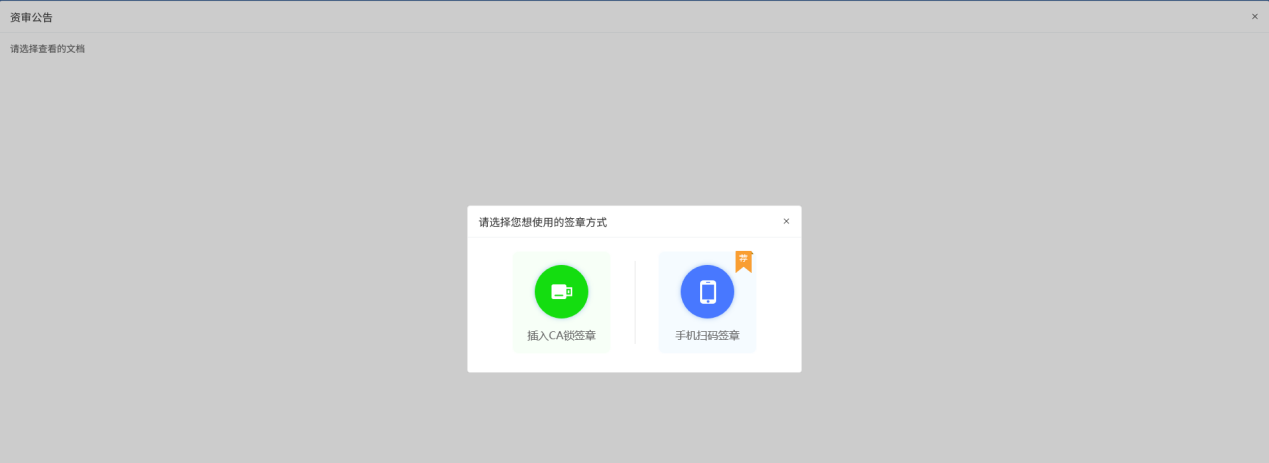 资审公告
请选择查看的文档
请选择您想使用的签章方式
荐
插入CA锁签章
手机扫码签章